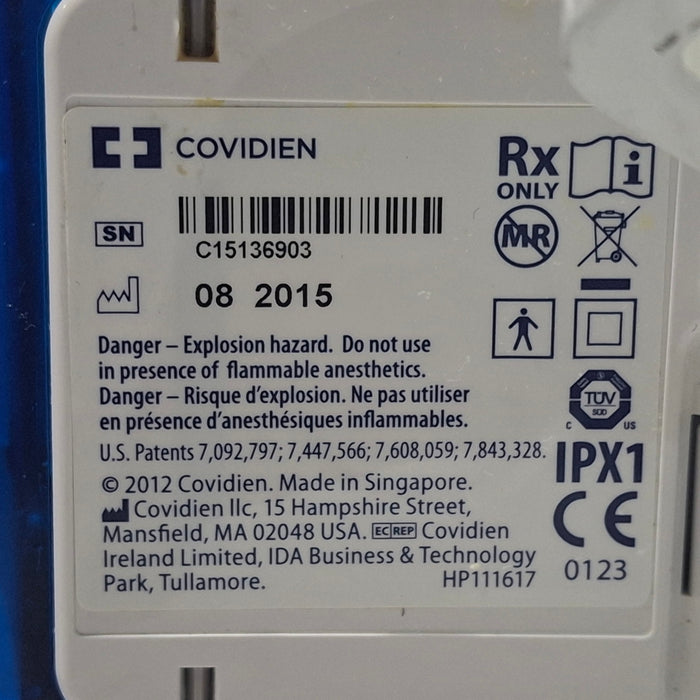 COVIDIEN
Rx
ONLY
SN
C15136903
MR
08 2015
Danger – Explosion hazard. Do not use
in presence of flammable anesthetics.
Danger – Risque d'explosion. Ne pas utiliser
en présence d'anesthésiques inflammables.
TÜV
SÜD
C US
U.S. Patents 7,092,797; 7,447,566; 7,608,059; 7,843,328.
IPX1
© 2012 Covidien. Made in Singapore.
Covidien llc, 15 Hampshire Street,
Mansfield, MA 02048 USA. EC REP Covidien
Ireland Limited, IDA Business & Technology
Park, Tullamore.
HP111617
CE
0123